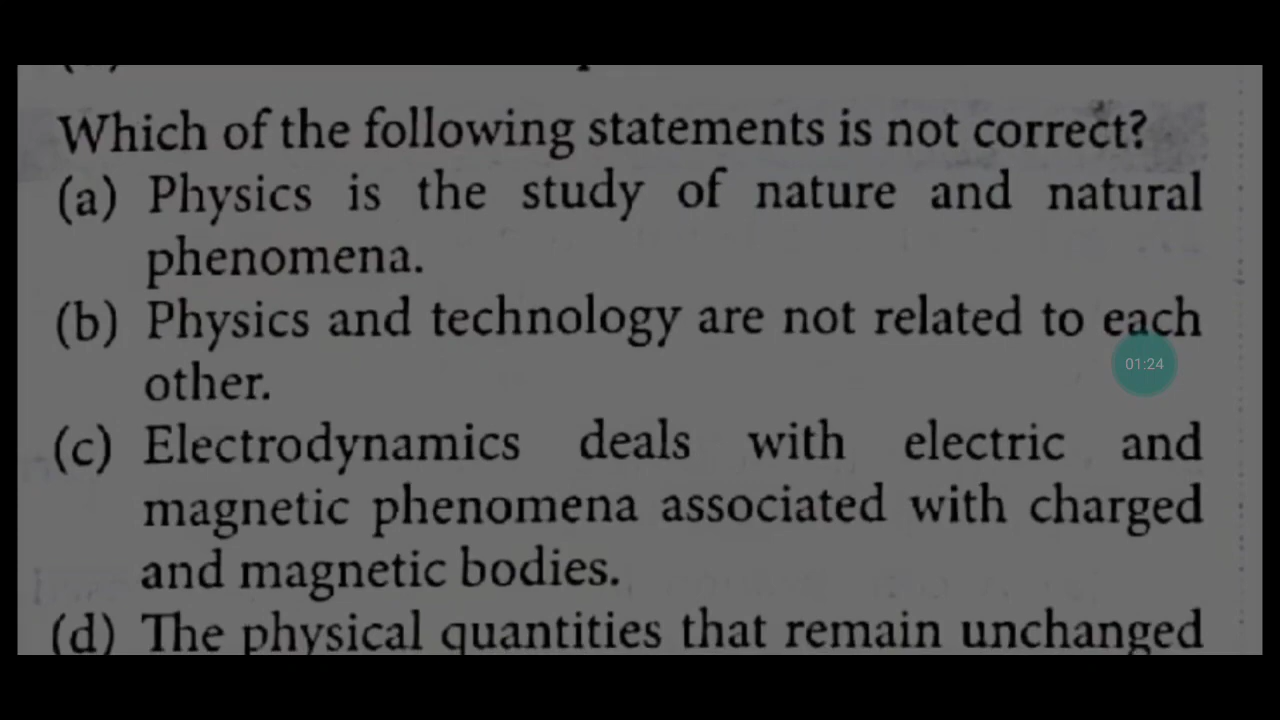 Which of the following statements is not correct?
(a) Physics is the study of nature and natural
phenomena.
(b) Physics and technology are not related to each
other.
01:24
(c) Electrodynamics deals with electric and
magnetic phenomena associated with charged
and magnetic bodies.
(d) The physical quantities that remain unchanged